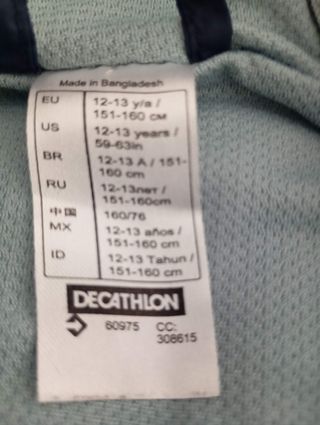 Made in Bangladesh
EU 12-13 y/a /
151-160 см
US 12-13 years /
59-63in
BR 12-13 A / 151-
160 cm
RU 12-13лет /
151-160cm
中国 160/76
MX 12-13 años /
151-160 cm
ID 12-13 Tahun /
151-160 cm
DECATHLON
60975 CC:
308615